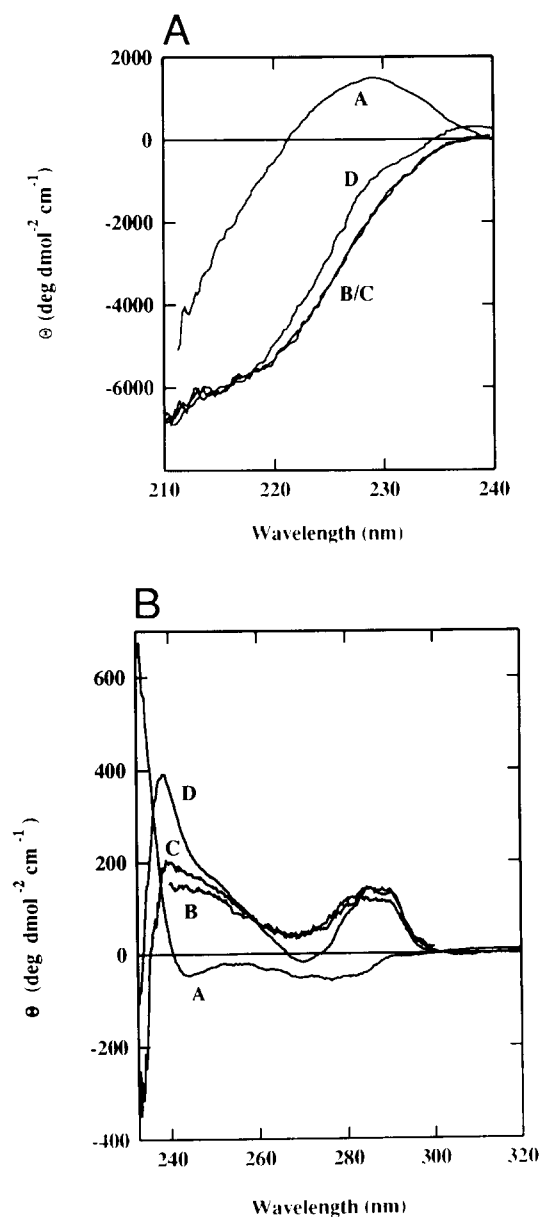 A
2000
0
-2000
-4000
-6000
210
220
230
240
A
D
B/C
Θ (deg dmol⁻² cm⁻¹)
Wavelength (nm)
B
600
400
200
0
-200
-400
240
260
280
300
320
D
C
B
A
Θ (deg dmol⁻² cm⁻¹)
Wavelength (nm)